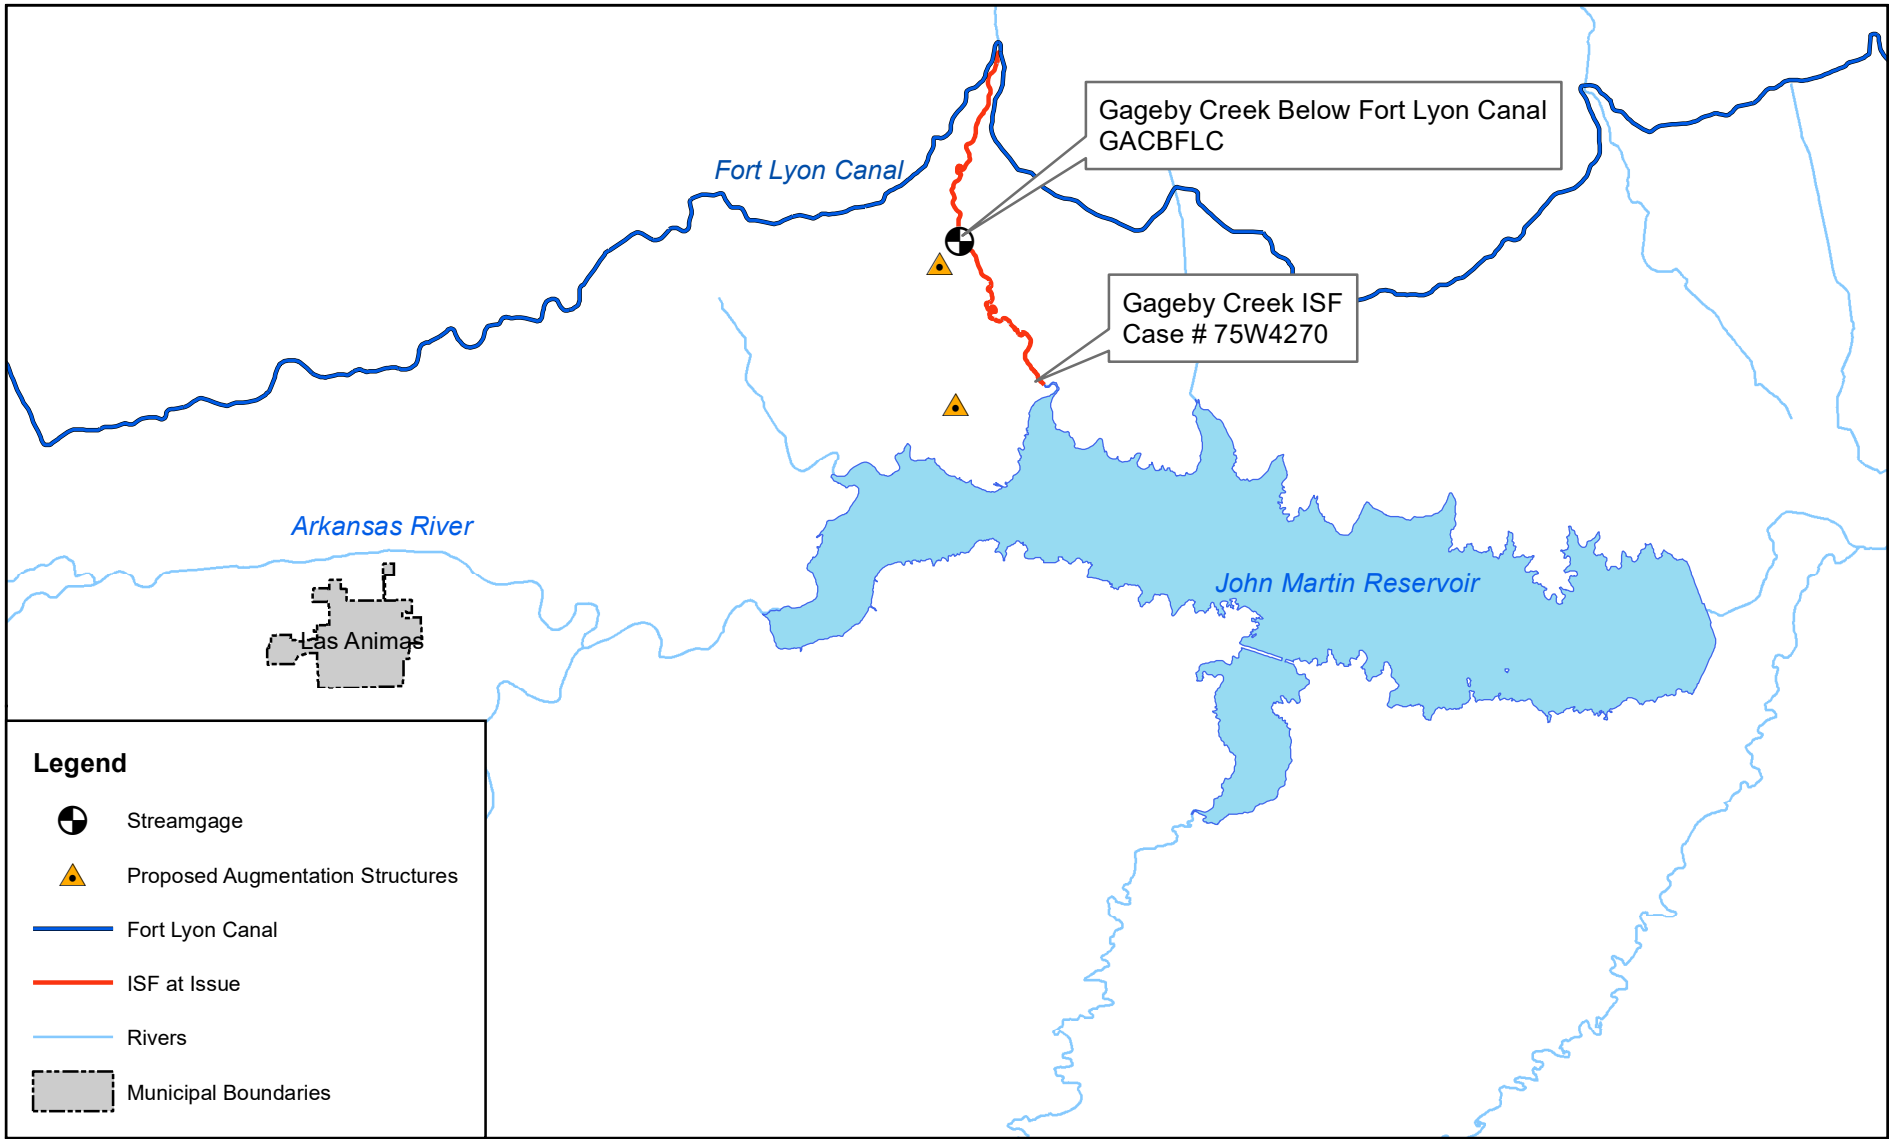 Gageby Creek Below Fort Lyon Canal
GACBFLC
Fort Lyon Canal
Gageby Creek ISF
Case # 75W4270
Arkansas River
John Martin Reservoir
Las Animas
Legend
Streamgage
Proposed Augmentation Structures
Fort Lyon Canal
ISF at Issue
Rivers
Municipal Boundaries